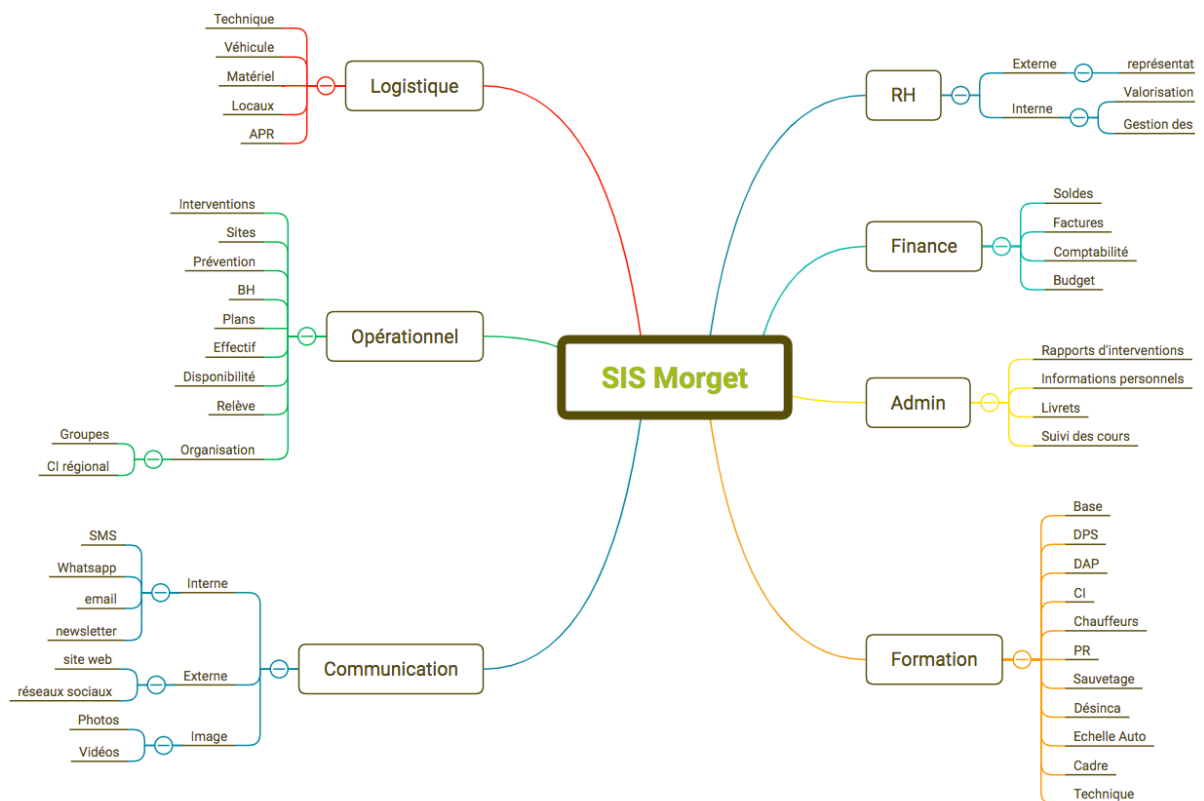 SIS Morget
Logistique
Technique
Véhicule
Matériel
Locaux
APR
Opérationnel
Interventions
Sites
Prévention
BH
Plans
Effectif
Disponibilité
Relève
Organisation
Groupes
CI régional
Communication
Interne
SMS
Whatsapp
email
newsletter
Externe
site web
réseaux sociaux
Image
Photos
Vidéos
RH
Externe
Interne
Valorisation
Gestion des
Finance
Soldes
Factures
Comptabilité
Budget
Admin
Rapports d'interventions
Informations personnels
Livrets
Suivi des cours
Formation
Base
DPS
DAP
CI
Chauffeurs
PR
Sauvetage
Désinca
Echelle Auto
Cadre
Technique